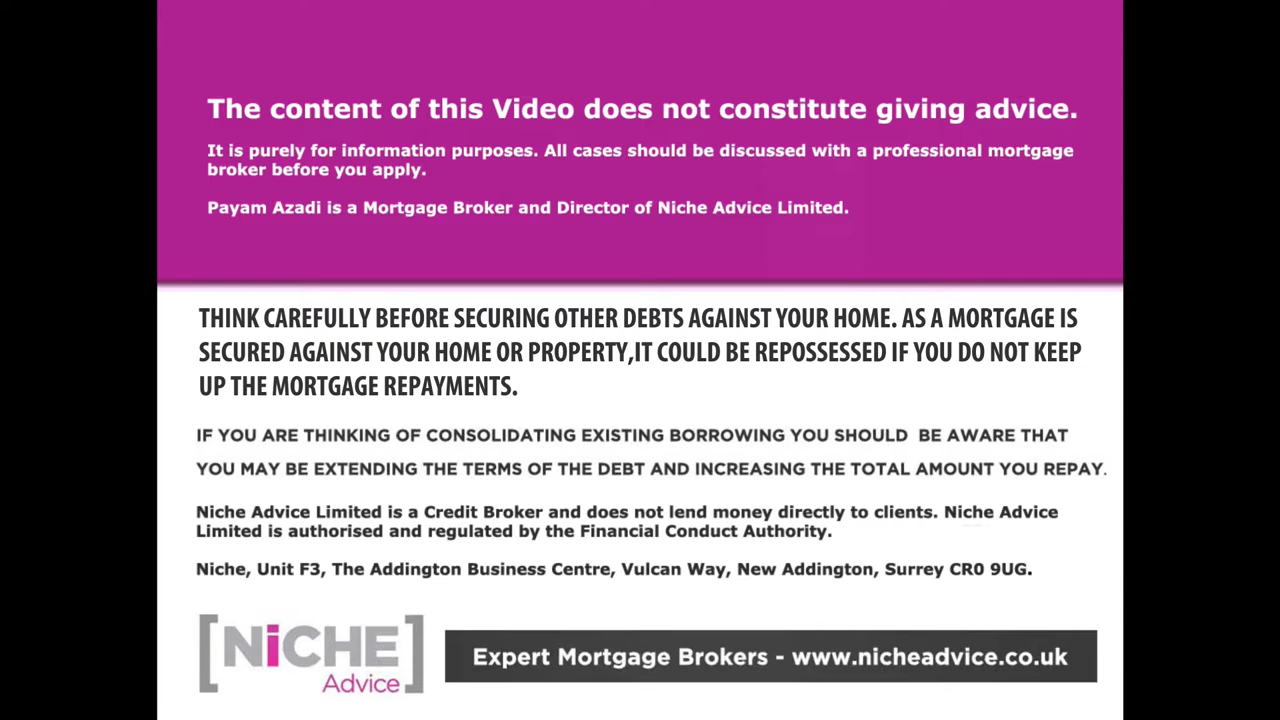 The content of this Video does not constitute giving advice.
It is purely for information purposes. All cases should be discussed with a professional mortgage
broker before you apply.
Payam Azadi is a Mortgage Broker and Director of Niche Advice Limited.
THINK CAREFULLY BEFORE SECURING OTHER DEBTS AGAINST YOUR HOME. AS A MORTGAGE IS
SECURED AGAINST YOUR HOME OR PROPERTY,IT COULD BE REPOSSESSED IF YOU DO NOT KEEP
UP THE MORTGAGE REPAYMENTS.
IF YOU ARE THINKING OF CONSOLIDATING EXISTING BORROWING YOU SHOULD BE AWARE THAT
YOU MAY BE EXTENDING THE TERMS OF THE DEBT AND INCREASING THE TOTAL AMOUNT YOU REPAY.
Niche Advice Limited is a Credit Broker and does not lend money directly to clients. Niche Advice
Limited is authorised and regulated by the Financial Conduct Authority.
Niche, Unit F3, The Addington Business Centre, Vulcan Way, New Addington, Surrey CR0 9UG.
[NiCHE
Advice]
Expert Mortgage Brokers - www.nicheadvice.co.uk